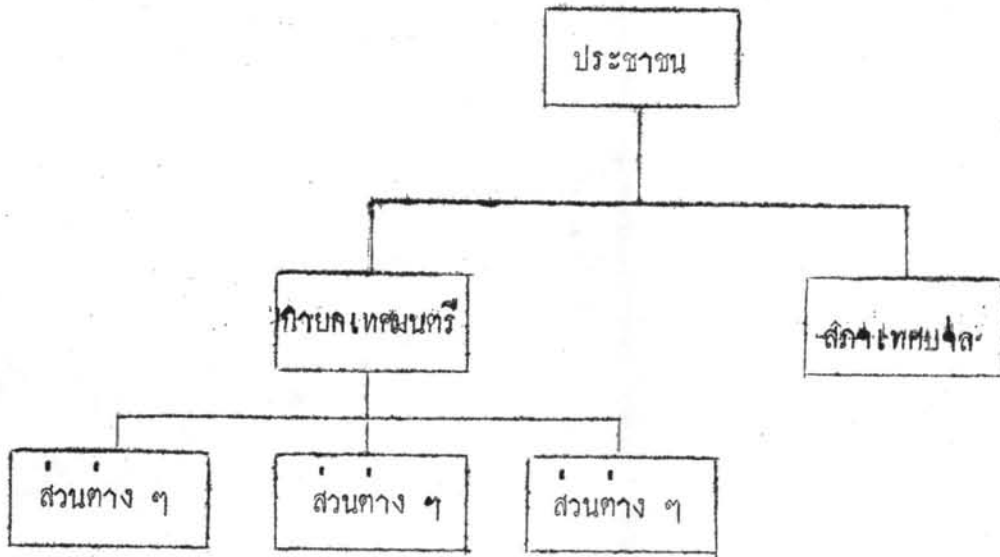 ประชาชน
นายกเทศมนตรี
สภาเทศบาล
ส่วนต่าง ๆ
ส่วนต่าง ๆ
ส่วนต่าง ๆ